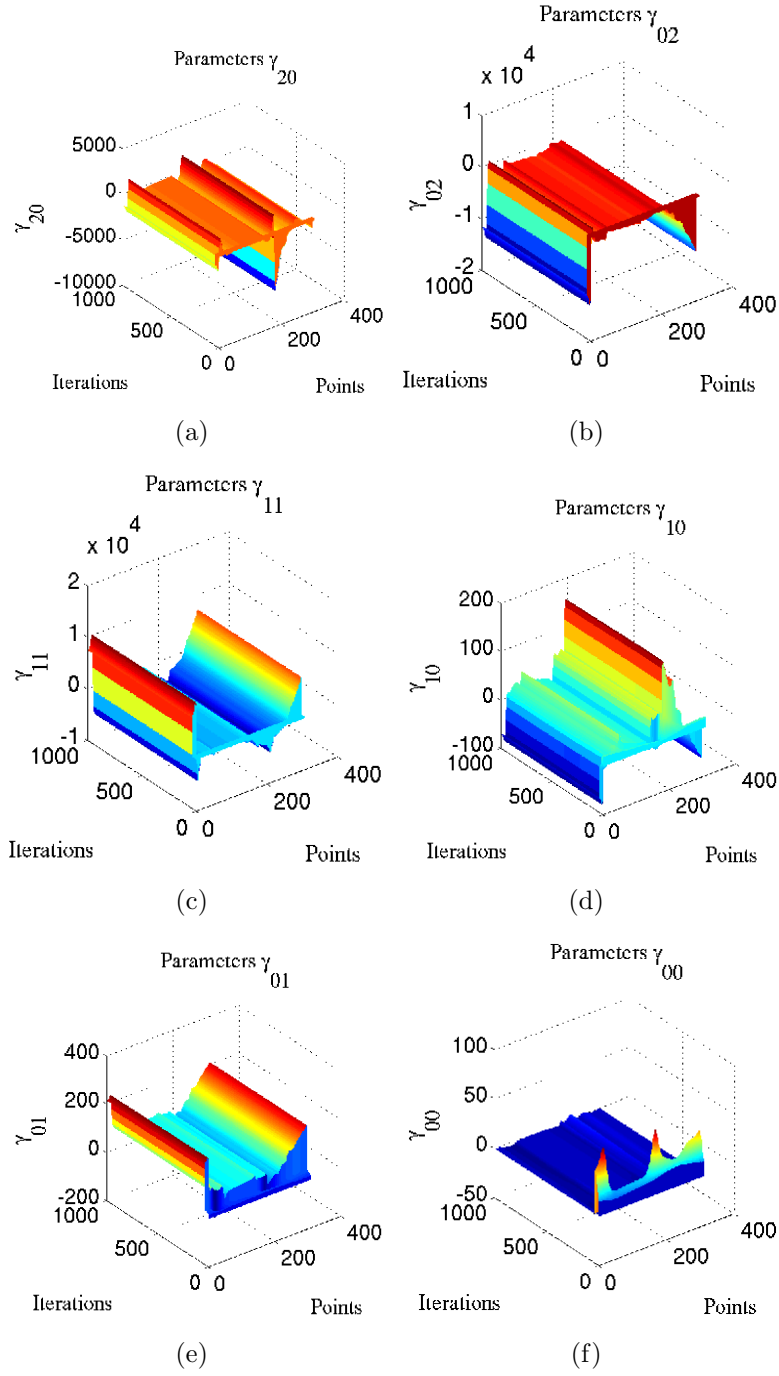 Parameters γ20
5000
0
-5000
-10000
γ20
1000
500
0
0
200
400
Iterations
Points
(a)
Parameters γ02
x 10^4
1
0
-1
-2
γ02
1000
500
0
0
200
400
Iterations
Points
(b)
Parameters γ11
x 10^4
2
1
0
-1
γ11
1000
500
0
0
200
400
Iterations
Points
(c)
Parameters γ10
200
100
0
-100
γ10
1000
500
0
0
200
400
Iterations
Points
(d)
Parameters γ01
400
200
0
-200
γ01
1000
500
0
0
200
400
Iterations
Points
(e)
Parameters γ00
100
50
0
-50
γ00
1000
500
0
0
200
400
Iterations
Points
(f)